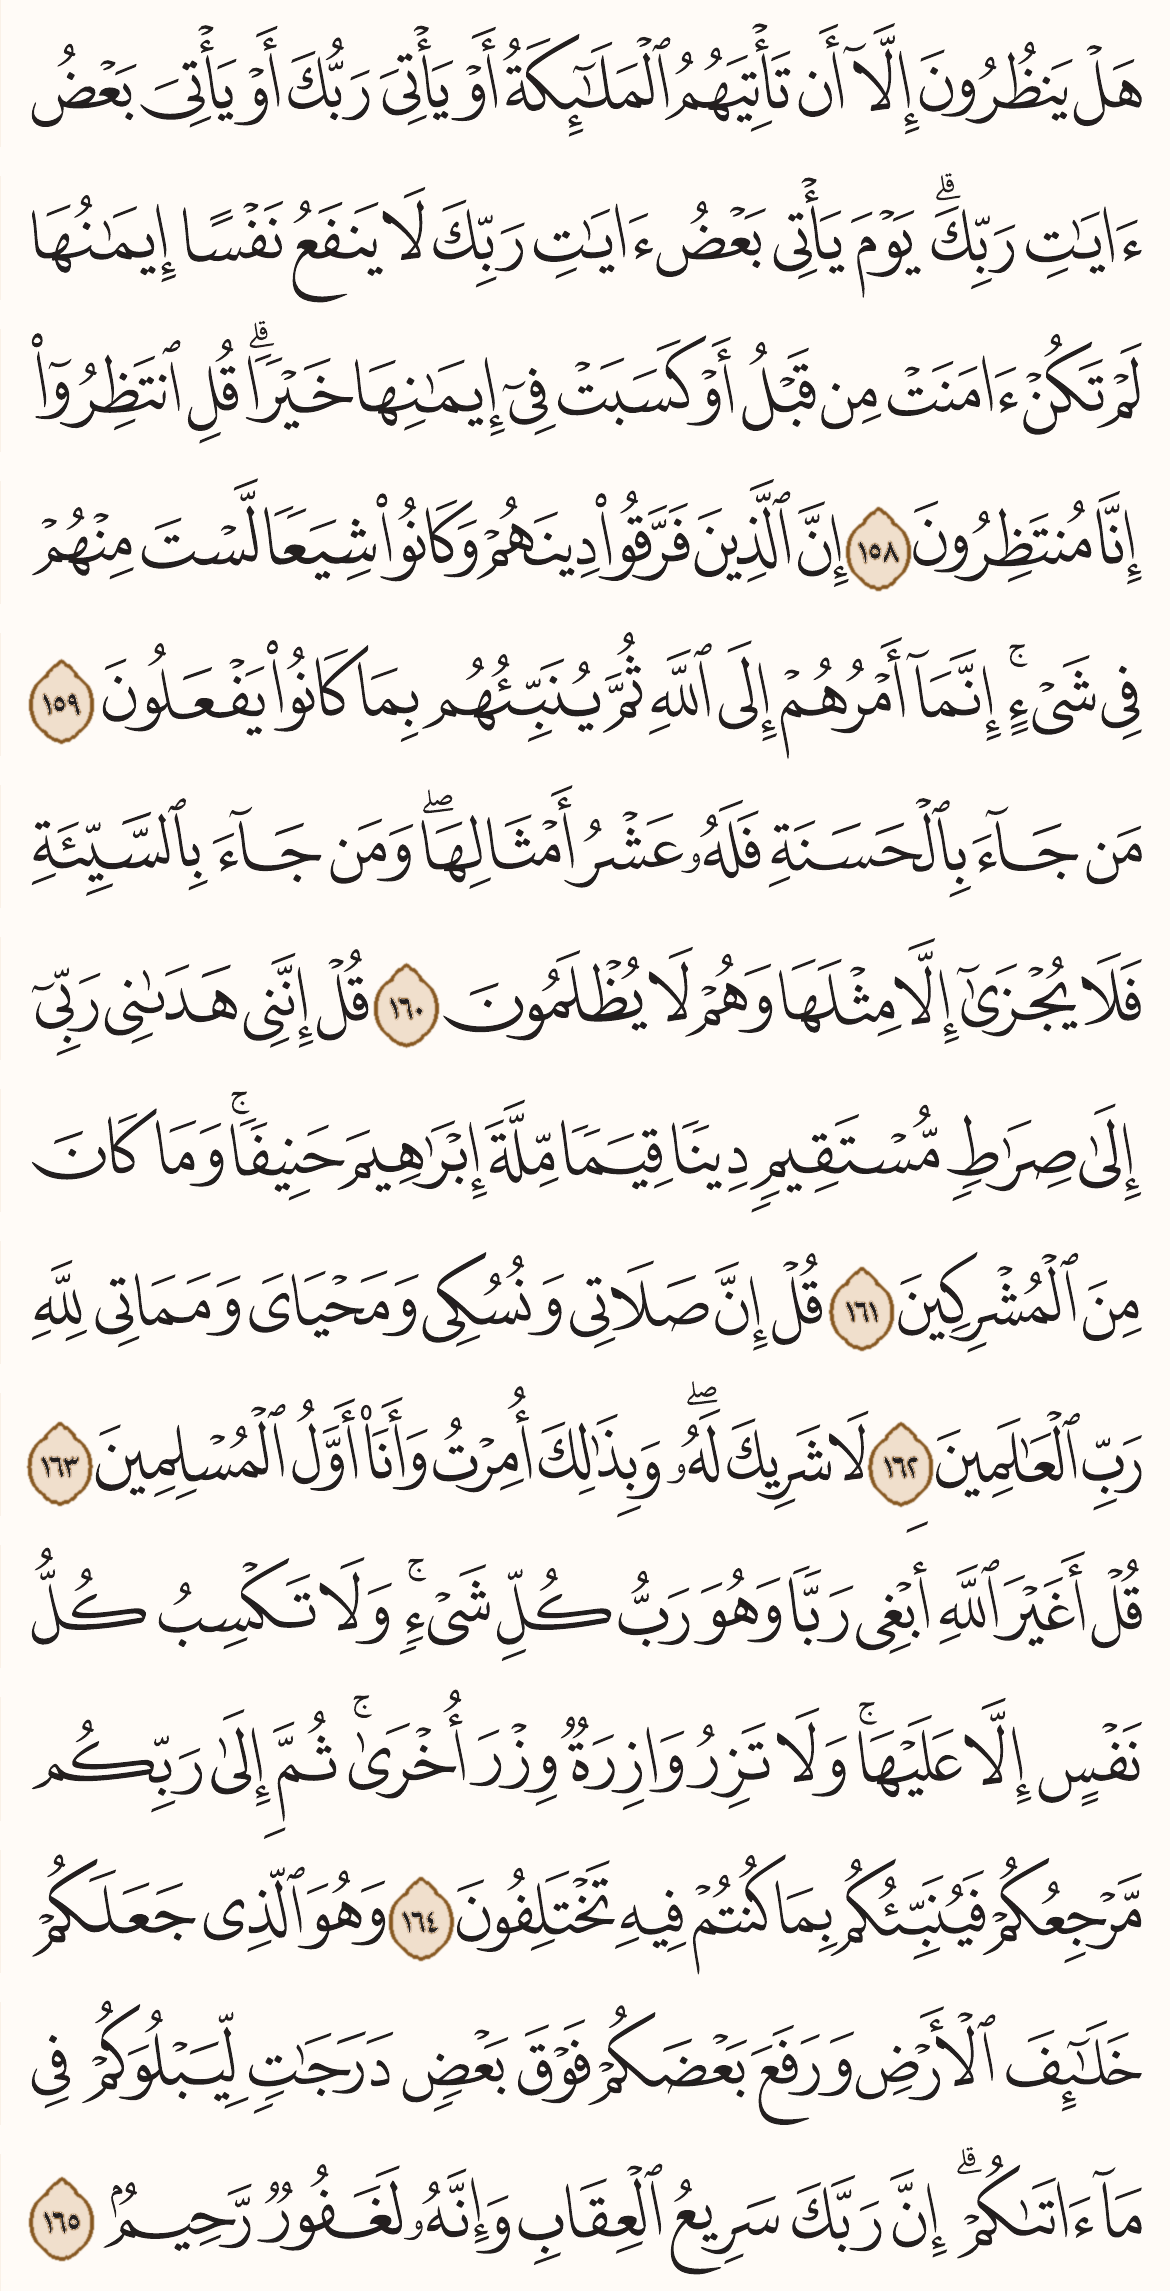 هَلْ يَنظُرُونَ إِلَّآ أَن تَأْتِيَهُمُ ٱلْمَلَـٰٓئِكَةُ أَوْ يَأْتِىَ رَبُّكَ أَوْ يَأْتِىَ بَعْضُ
ءَايَـٰتِ رَبِّكَ ۗ يَوْمَ يَأْتِى بَعْضُ ءَايَـٰتِ رَبِّكَ لَا يَنفَعُ نَفْسًا إِيمَـٰنُهَا
لَمْ تَكُنْ ءَامَنَتْ مِن قَبْلُ أَوْ كَسَبَتْ فِىٓ إِيمَـٰنِهَا خَيْرًۭا ۗ قُلِ ٱنتَظِرُوٓا۟
إِنَّا مُنتَظِرُونَ ١٥٨ إِنَّ ٱلَّذِينَ فَرَّقُوا۟ دِينَهُمْ وَكَانُوا۟ شِيَعًۭا لَّسْتَ مِنْهُمْ
فِى شَىْءٍ ۚ إِنَّمَآ أَمْرُهُمْ إِلَى ٱللَّهِ ثُمَّ يُنَبِّئُهُم بِمَا كَانُوا۟ يَفْعَلُونَ ١٥٩
مَن جَآءَ بِٱلْحَسَنَةِ فَلَهُۥ عَشْرُ أَمْثَالِهَا ۖ وَمَن جَآءَ بِٱلسَّيِّئَةِ
فَلَا يُجْزَىٰٓ إِلَّا مِثْلَهَا وَهُمْ لَا يُظْلَمُونَ ١٦٠ قُلْ إِنَّنِى هَدَىٰنِى رَبِّىٓ
إِلَىٰ صِرَٰطٍۢ مُّسْتَقِيمٍۢ دِينًۭا قِيَمًۭا مِّلَّةَ إِبْرَٰهِيمَ حَنِيفًۭا ۚ وَمَا كَانَ
مِنَ ٱلْمُشْرِكِينَ ١٦١ قُلْ إِنَّ صَلَاتِى وَنُسُكِى وَمَحْيَاىَ وَمَمَاتِى لِلَّهِ
رَبِّ ٱلْعَـٰلَمِينَ ١٦٢ لَا شَرِيكَ لَهُۥ ۖ وَبِذَٰلِكَ أُمِرْتُ وَأَنَا۠ أَوَّلُ ٱلْمُسْلِمِينَ ١٦٣
قُلْ أَغَيْرَ ٱللَّهِ أَبْغِى رَبًّۭا وَهُوَ رَبُّ كُلِّ شَىْءٍۢ ۚ وَلَا تَكْسِبُ كُلُّ
نَفْسٍ إِلَّا عَلَيْهَا ۚ وَلَا تَزِرُ وَازِرَةٌۭ وِزْرَ أُخْرَىٰ ۚ ثُمَّ إِلَىٰ رَبِّكُم
مَّرْجِعُكُمْ فَيُنَبِّئُكُم بِمَا كُنتُمْ فِيهِ تَخْتَلِفُونَ ١٦٤ وَهُوَ ٱلَّذِى جَعَلَكُمْ
خَلَـٰٓئِفَ ٱلْأَرْضِ وَرَفَعَ بَعْضَكُمْ فَوْقَ بَعْضٍۢ دَرَجَـٰتٍۢ لِّيَبْلُوَكُمْ فِى
مَآ ءَاتَىٰكُمْ ۗ إِنَّ رَبَّكَ سَرِيعُ ٱلْعِقَابِ وَإِنَّهُۥ لَغَفُورٌۭ رَّحِيمٌۢ ١٦٥